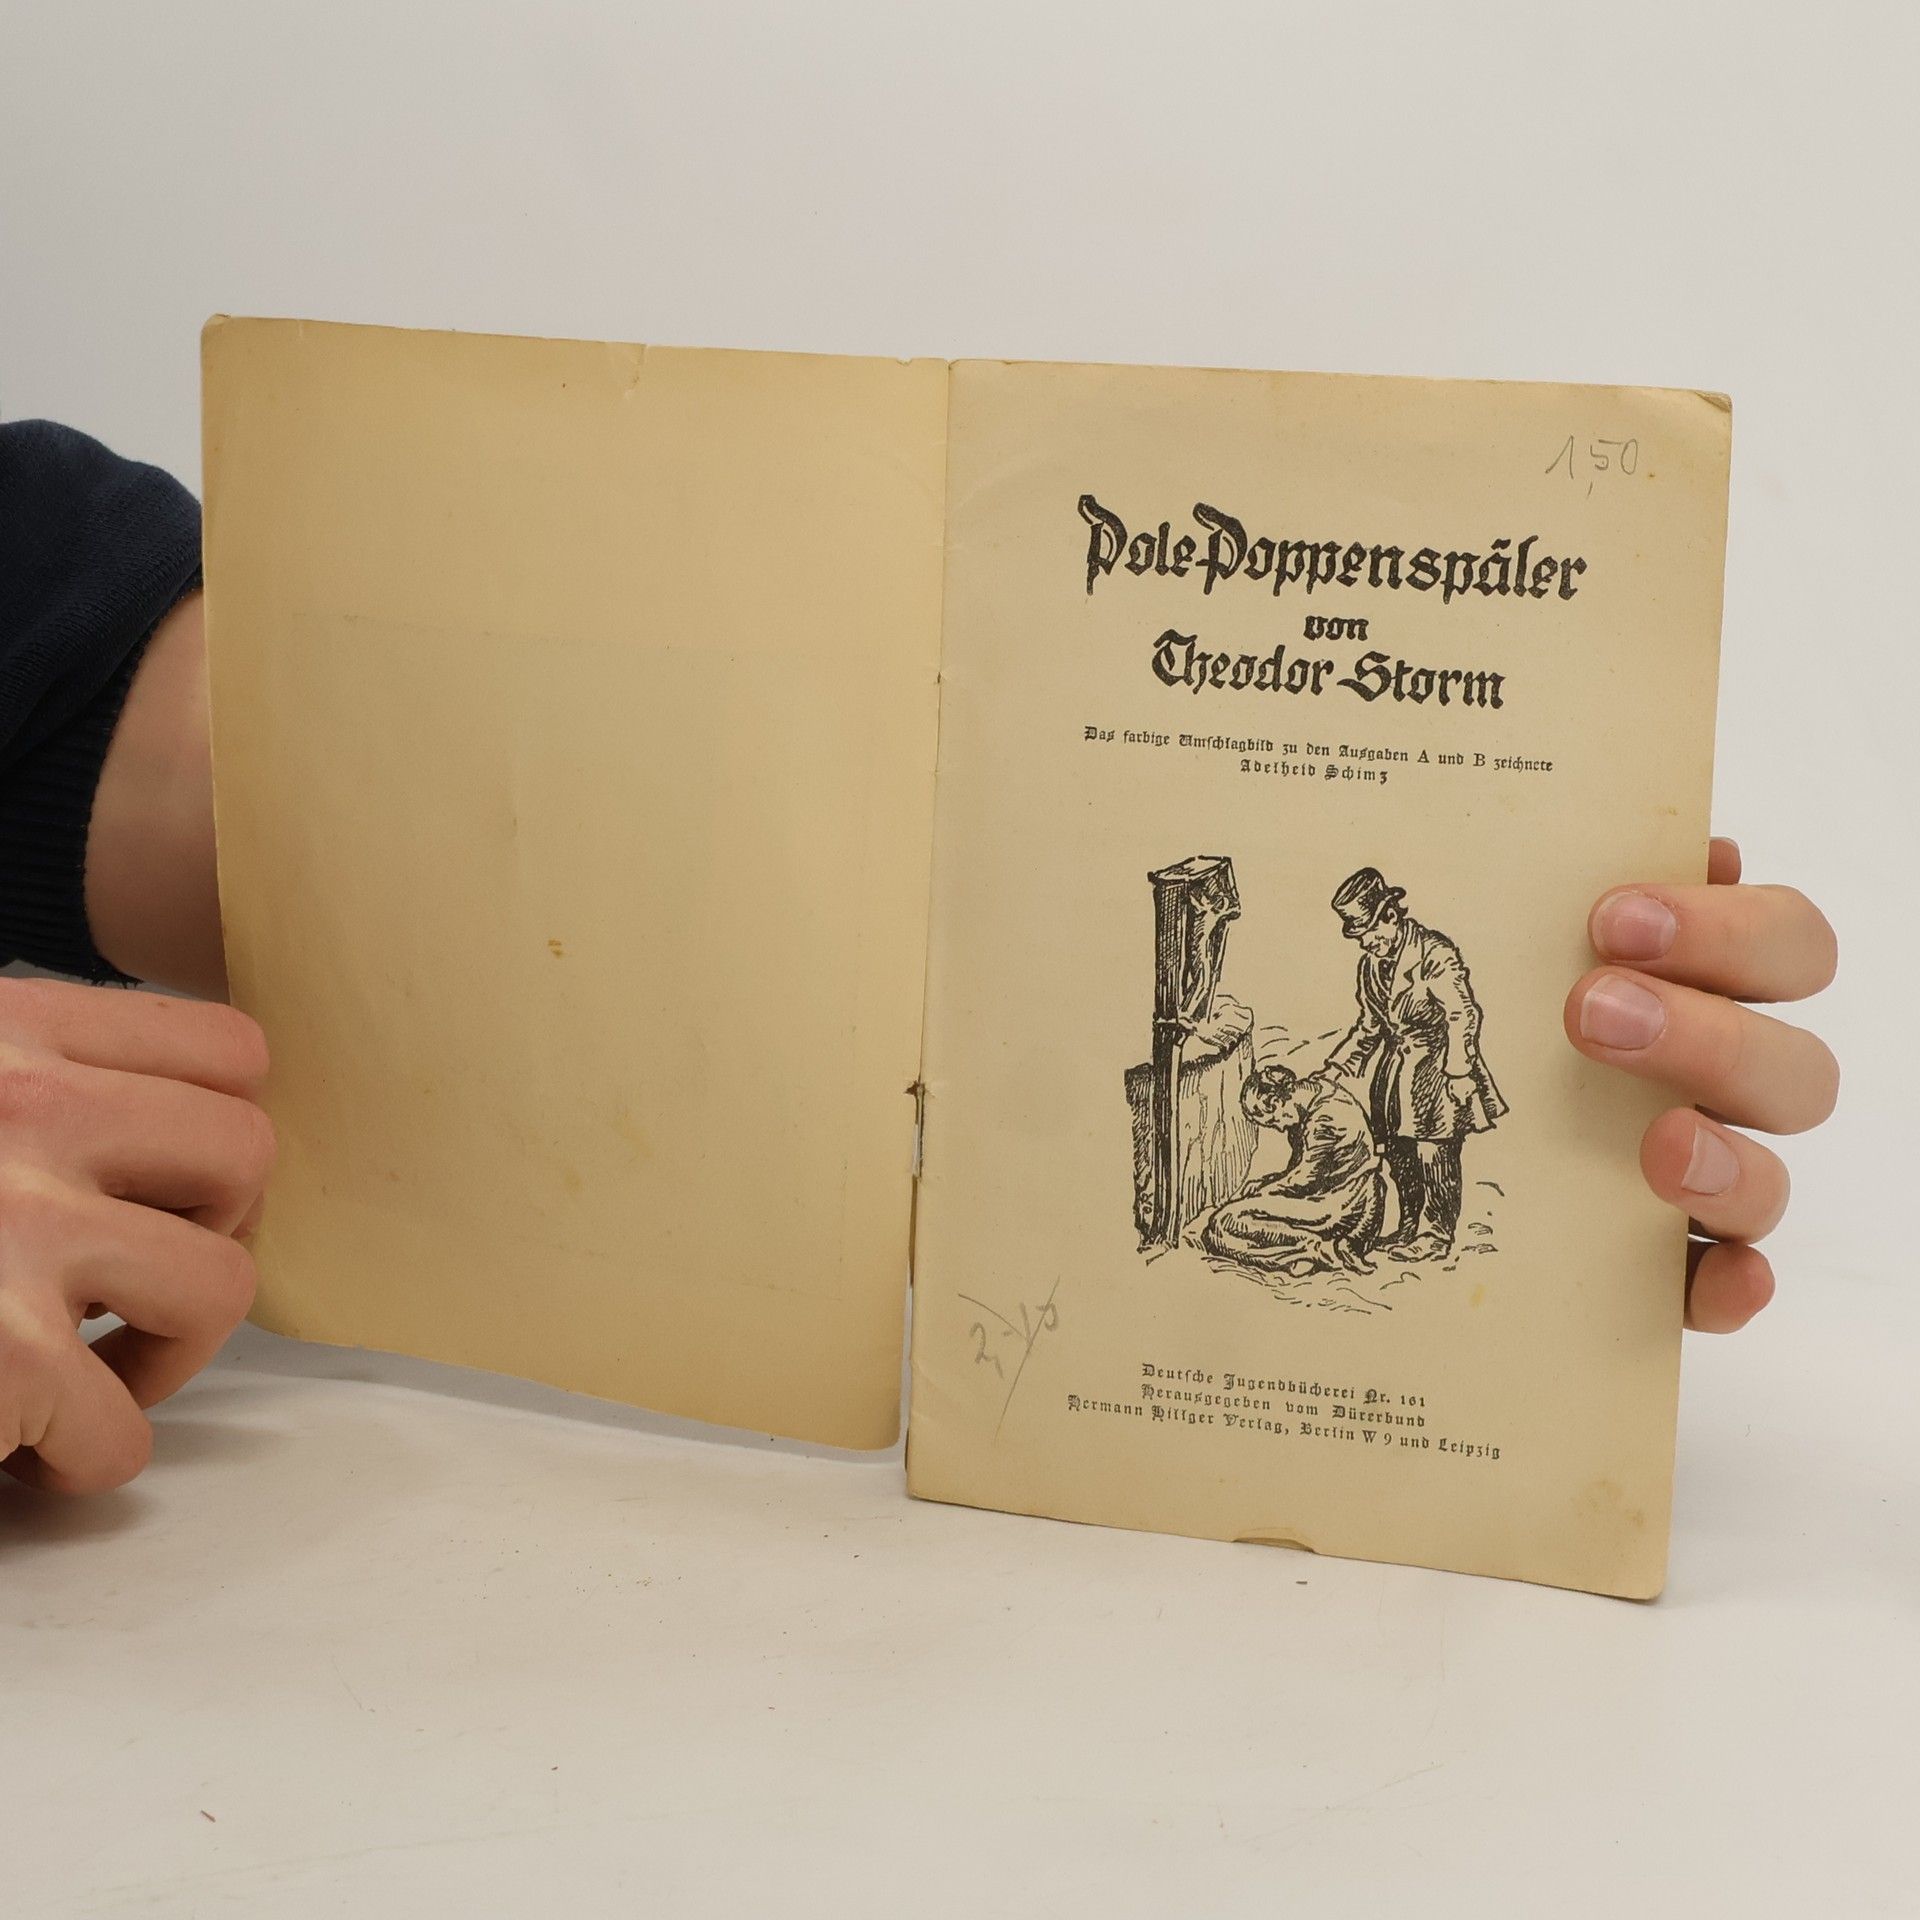 1,50
Pole Poppenspäler
von
Theodor Storm
Das farbige Umschlagbild zu den Ausgaben A und B zeichnete
Adelheid Schimz
Deutsche Jugendbücherei Nr. 101
Herausgegeben vom Dürerbund
Hermann Hillger Verlag, Berlin W 9 und Leipzig